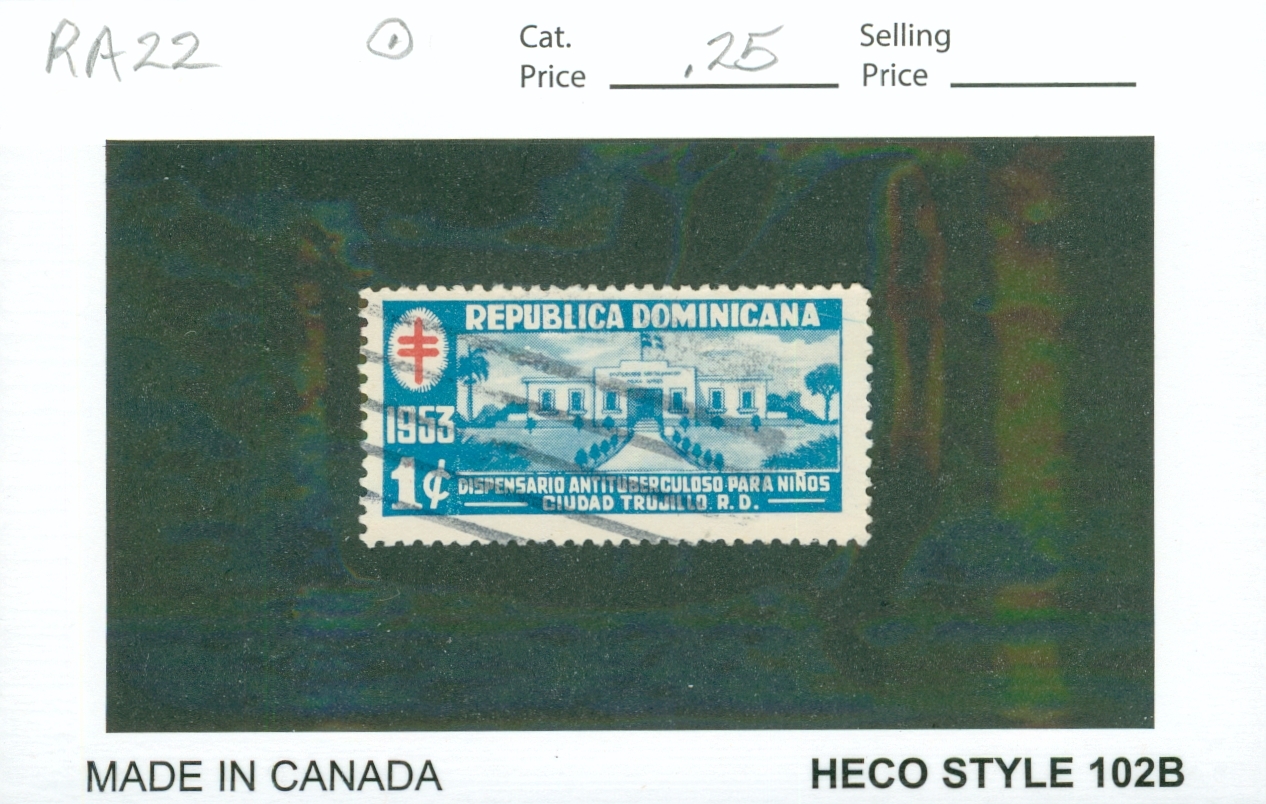 RA22
Cat. Price .25
Selling Price
REPUBLICA DOMINICANA
1953
1¢
DISPENSARIO ANTITUBERCULOSO PARA NIÑOS
CIUDAD TRUJILLO. R. D.
MADE IN CANADA
HECO STYLE 102B